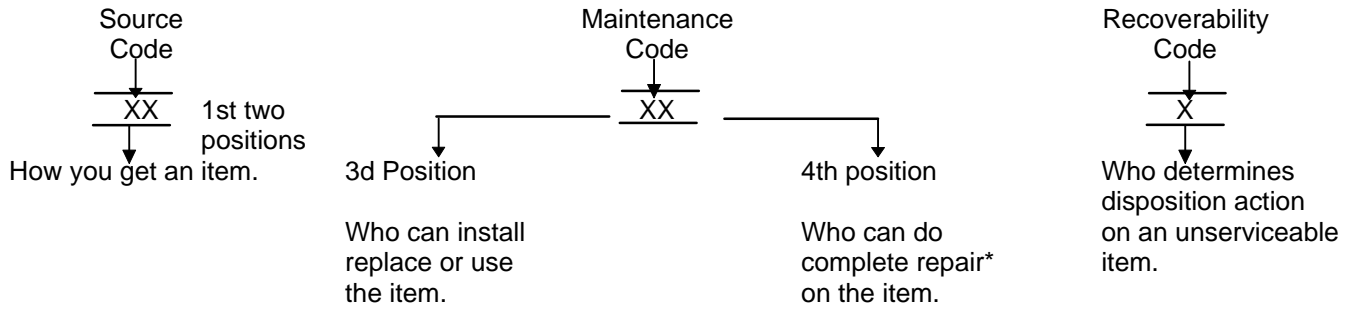 Source
Code
XX
1st two
positions
How you get an item.
Maintenance
Code
XX
3d Position
Who can install
replace or use
the item.
4th position
Who can do
complete repair*
on the item.
Recoverability
Code
X
Who determines
disposition action
on an unserviceable
item.